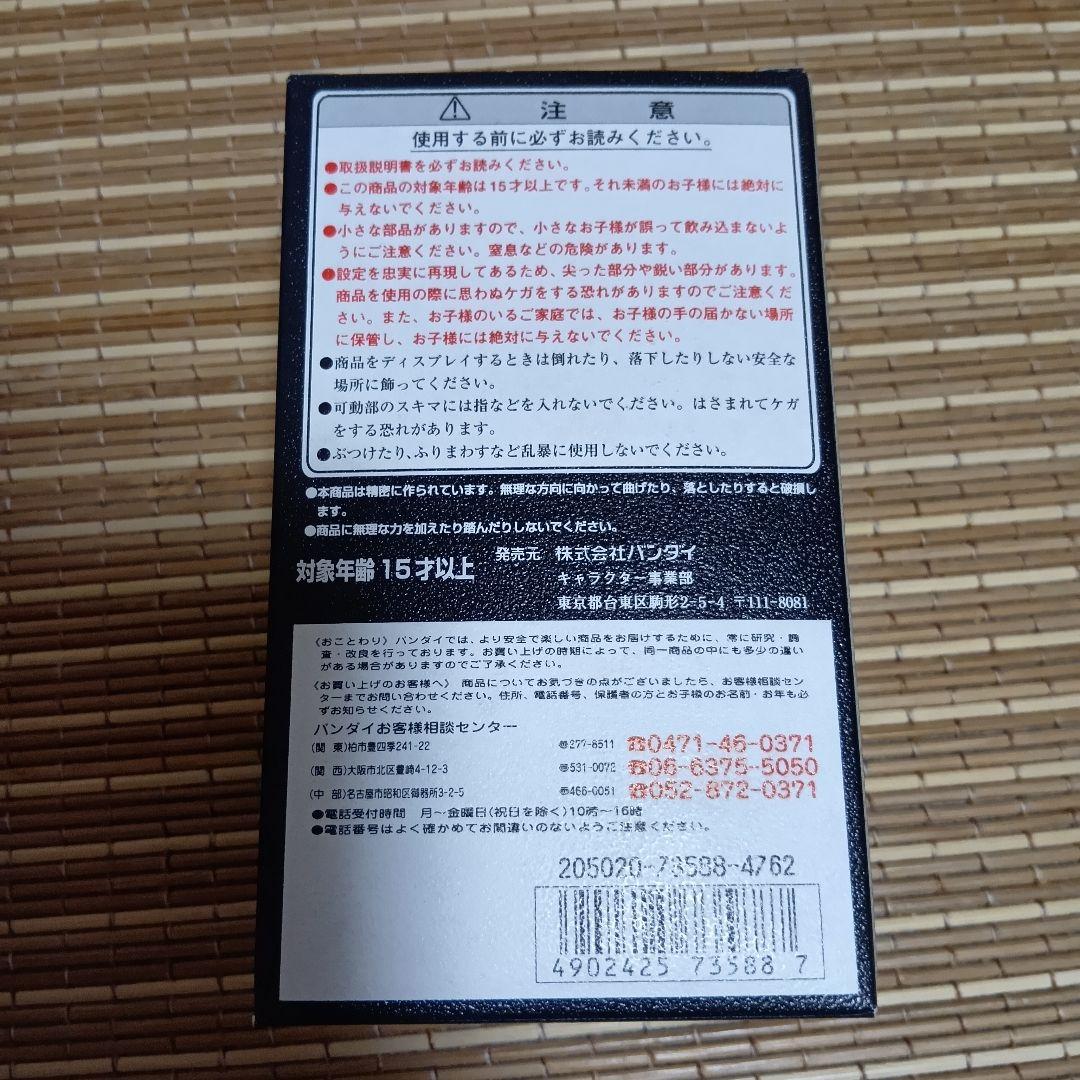 ⚠ 注意
使用する前に必ずお読みください。
●取扱説明書を必ずお読みください。
●この商品の対象年齢は15才以上です。それ未満のお子様には絶対に
与えないでください。
●小さな部品がありますので、小さなお子様が誤って飲み込まないよ
うにご注意ください。窒息などの危険があります。
●設定を忠実に再現してあるため、尖った部分や鋭い部分があります。
商品を使用の際に思わぬケガをする恐れがありますのでご注意くだ
さい。また、お子様のいるご家庭では、お子様の手の届かない場所
に保管し、お子様には絶対に与えないでください。
●商品をディスプレイするときは倒れたり、落下したりしない安全な
場所に飾ってください。
●可動部のスキマには指などを入れないでください。はさまれてケガ
をする恐れがあります。
●ぶつけたり、ふりまわすなど乱暴に使用しないでください。
●本商品は精密に作られています。無理な方向に向かって曲げたり、落としたりすると破損し
ます。
●商品に無理な力を加えたり踏んだりしないでください。
対象年齢15才以上
発売元 株式会社バンダイ
キャラクター事業部
東京都台東区駒形2-5-4 〒111-8081
〈おことわり〉バンダイでは、より安全で楽しい商品をお届けするために、常に研究・調
査・改良を行っております。お買い上げの時期によって、同一商品の中にも多少の違い
がある場合がありますのでご了承ください。
〈お買い上げのお客様へ〉商品についてお気づきの点がございましたら、お客様相談セン
ターまでお問い合わせください。住所、電話番号、保護者の方とお子様のお名前・お年も必
ずお知らせください。
バンダイお客様相談センター
(関 東)柏市豊四季241-22 〠277-8511 ☎0471-46-0371
(関 西)大阪市北区豊崎4-12-3 〠531-0072 ☎06-6375-5050
(中 部)名古屋市昭和区御器所3-2-5 〠466-0051 ☎052-872-0371
●電話受付時間 月～金曜日(祝日を除く)10時～16時
●電話番号はよく確かめてお間違いのないようご注意ください。
205020-73588-4762
4902425 73588 7